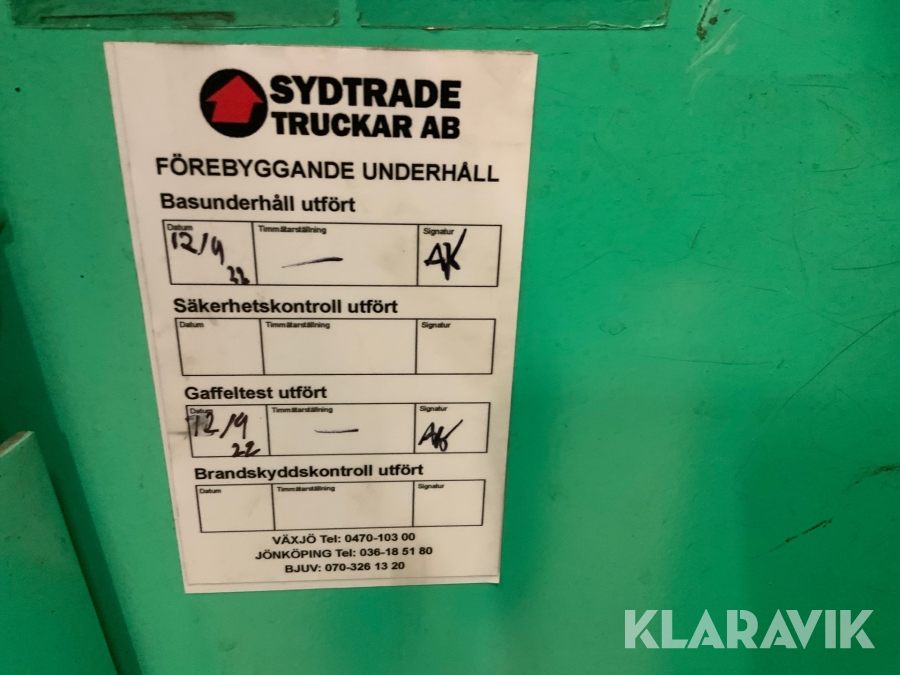 SYDTRADE
TRUCKAR AB
FÖREBYGGANDE UNDERHÅLL
Basunderhåll utfört
Datum Timmätarställning Signatur
12/9 — AK
22
Säkerhetskontroll utfört
Datum Timmätarställning Signatur
Gaffeltest utfört
Datum Timmätarställning Signatur
12/9 — AK
22
Brandskyddskontroll utfört
Datum Timmätarställning Signatur
VÄXJÖ Tel: 0470-103 00
JÖNKÖPING Tel: 036-18 51 80
BJUV: 070-326 13 20
KLARAVIK